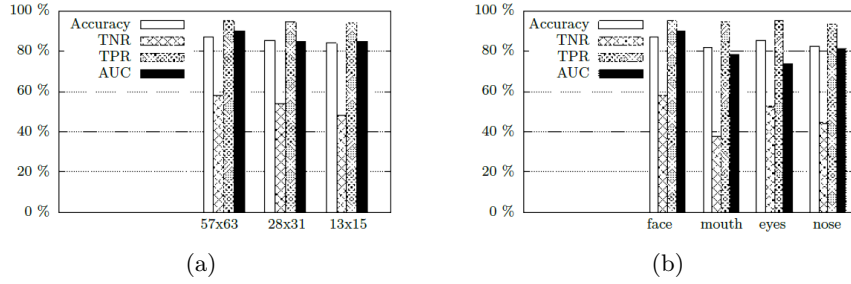 100 %
80 %
60 %
40 %
20 %
0 %
Accuracy
TNR
TPR
AUC
57x63 28x31 13x15
(a)
100 %
80 %
60 %
40 %
20 %
0 %
Accuracy
TNR
TPR
AUC
face mouth eyes nose
(b)